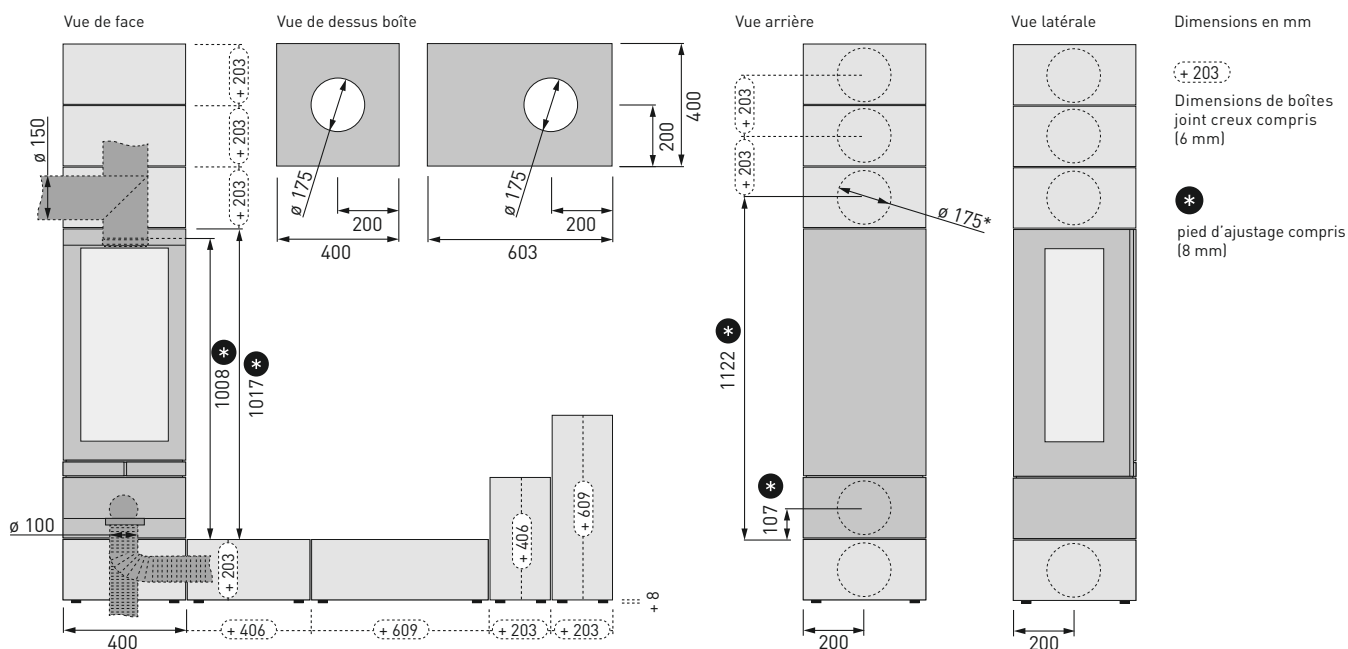 Vue de face
Vue de dessus boîte
Vue arrière
Vue latérale
Dimensions en mm
+ 203
Dimensions de boîtes
joint creux compris
(6 mm)
*
pied d'ajustage compris
(8 mm)
+ 203
+ 203
+ 203
ø 150
1008 *
1017 *
ø 100
+ 203
+ 406
+ 609
+ 8
400
+ 406
+ 609
+ 203
+ 203
ø 175
200
400
ø 175
200
603
200
400
+ 203
+ 203
ø 175*
1122 *
107 *
200
200